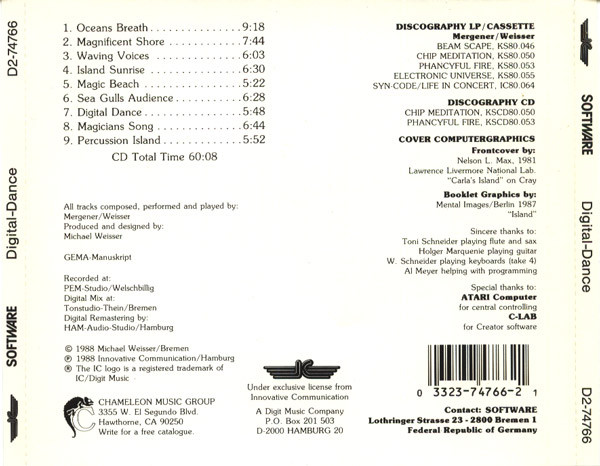 D2-74766
Digital-Dance
SOFTWARE
1. Oceans Breath....................9:18
2. Magnificent Shore ...............7:44
3. Waving Voices ..................6:03
4. Island Sunrise ..................6:30
5. Magic Beach ....................5:22
6. Sea Gulls Audience..............6:28
7. Digital Dance....................5:48
8. Magicians Song .................6:44
9. Percussion Island................5:52
CD Total Time 60:08
All tracks composed, performed and played by:
Mergener/Weisser
Produced and designed by:
Michael Weisser
GEMA-Manuskript
Recorded at:
PEM-Studio/Welschbillig
Digital Mix at:
Tonstudio-Thein/Bremen
Digital Remastering by:
HAM-Audio-Studio/Hamburg
© 1988 Michael Weisser/Bremen
℗ 1988 Innovative Communication/Hamburg
® The IC logo is a registered trademark of
IC/Digit Music
CHAMELEON MUSIC GROUP
3355 W. El Segundo Blvd.
Hawthorne, CA 90250
Write for a free catalogue.
Under exclusive license from
Innovative Communication
A Digit Music Company
P.O. Box 201 503
D-2000 HAMBURG 20
DISCOGRAPHY LP/CASSETTE
Mergener/Weisser
BEAM SCAPE, KS80.046
CHIP MEDITATION, KS80.050
PHANCYFUL FIRE, KS80.053
ELECTRONIC UNIVERSE, KS80.055
SYN-CODE/LIFE IN CONCERT, IC80.064
DISCOGRAPHY CD
CHIP MEDITATION, KSCD80.050
PHANCYFUL FIRE, KSCD80.053
COVER COMPUTERGRAPHICS
Frontcover by:
Nelson L. Max, 1981
Lawrence Livermore National Lab.
"Carla's Island" on Cray
Booklet Graphics by:
Mental Images/Berlin 1987
"Island"
Sincere thanks to:
Toni Schneider playing flute and sax
Holger Marquenie playing guitar
W. Schneider playing keyboards (take 4)
Al Meyer helping with programming
Special thanks to:
ATARI Computer
for central controlling
C-LAB
for Creator software
0 3323-74766-2 1
Contact: SOFTWARE
Lothringer Strasse 23 - 2800 Bremen 1
Federal Republic of Germany
SOFTWARE
Digital-Dance
D2-74766